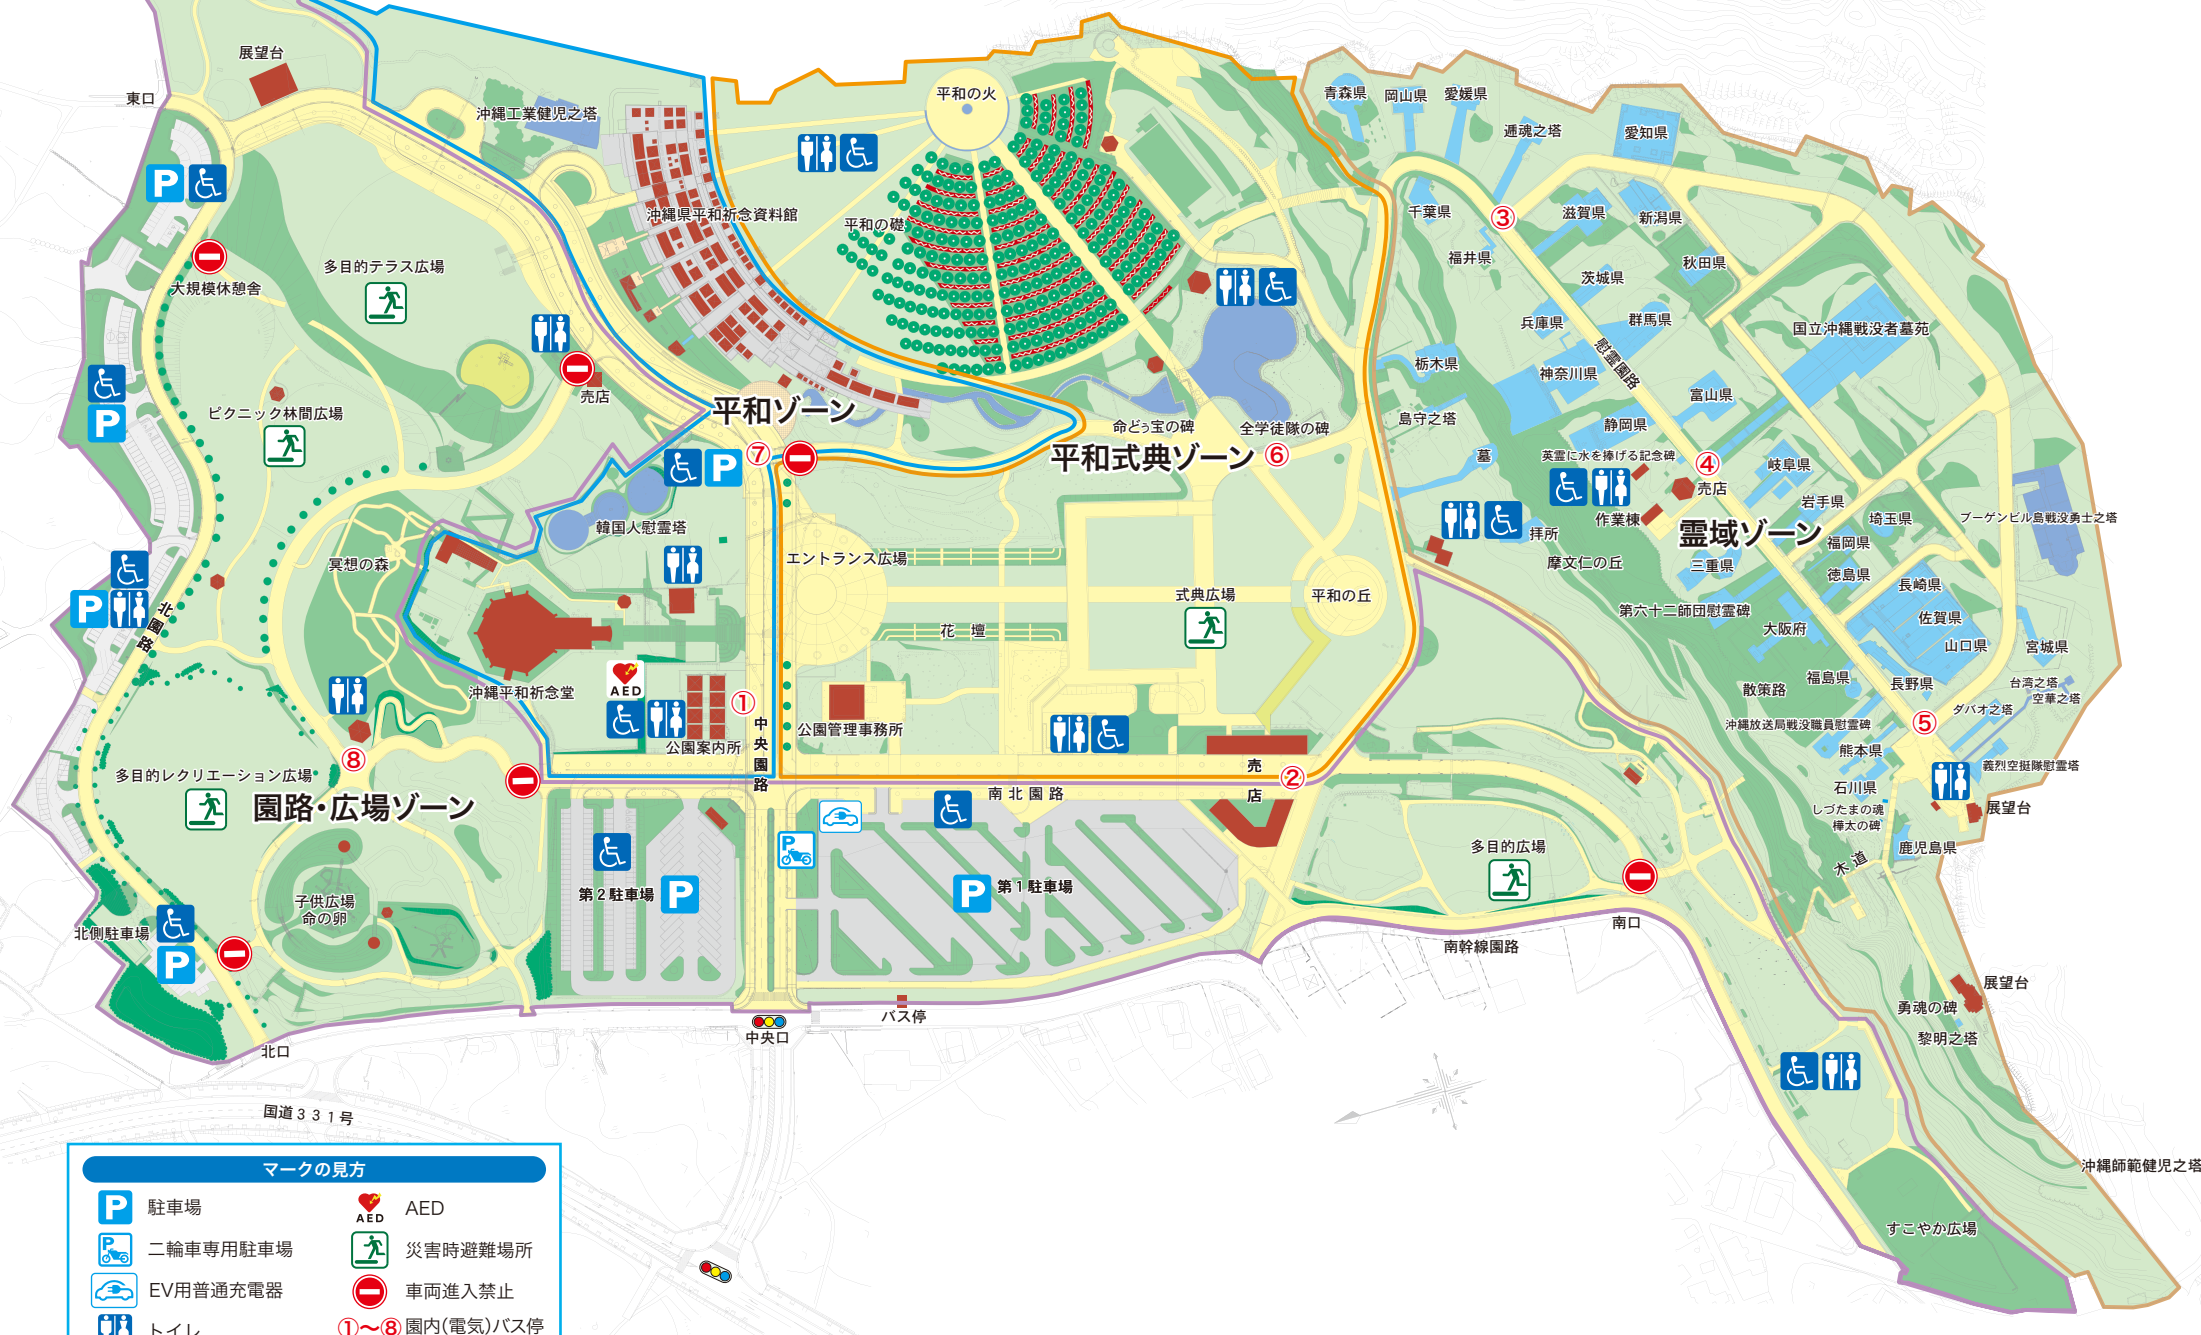 展望台
東口
沖縄工業健児之塔
平和の火
青森県
岡山県
愛媛県
逓魂之塔
愛知県
P
沖縄県平和祈念資料館
平和の礎
千葉県
③
滋賀県
新潟県
福井県
秋田県
多目的テラス広場
大規模休憩舎
茨城県
兵庫県
群馬県
国立沖縄戦没者墓苑
慰霊園路
栃木県
神奈川県
富山県
売店
ピクニック林間広場
P
平和ゾーン
命どぅ宝の碑
全学徒隊の碑
島守之塔
静岡県
⑦
平和式典ゾーン
⑥
墓
英霊に水を捧げる記念碑
④
岐阜県
P
売店
岩手県
作業棟
埼玉県
ブーゲンビル島戦没勇士之塔
韓国人慰霊塔
拝所
霊域ゾーン
福岡県
冥想の森
エントランス広場
摩文仁の丘
三重県
徳島県
長崎県
式典広場
平和の丘
P
北園路
花壇
第六十二師団慰霊碑
大阪府
佐賀県
山口県
宮城県
沖縄平和祈念堂
AED
①
散策路
福島県
長野県
台湾之塔
空華之塔
ダバオ之塔
中央園路
公園管理事務所
公園案内所
沖縄放送局戦没職員慰霊碑
⑤
熊本県
⑧
多目的レクリエーション広場
売店
②
義烈空挺隊慰霊塔
園路・広場ゾーン
南北園路
石川県
しづたまの魂
樺太の碑
展望台
P
多目的広場
鹿児島県
木道
第2駐車場
P
P
第1駐車場
子供広場
命の卵
北側駐車場
P
南口
南幹線園路
展望台
勇魂の碑
黎明之塔
バス停
中央口
北口
国道331号
沖縄師範健児之塔
すこやか広場
マークの見方
P
駐車場
AED
AED
P
二輪車専用駐車場
災害時避難場所
EV用普通充電器
車両進入禁止
トイレ
①～⑧
園内(電気)バス停